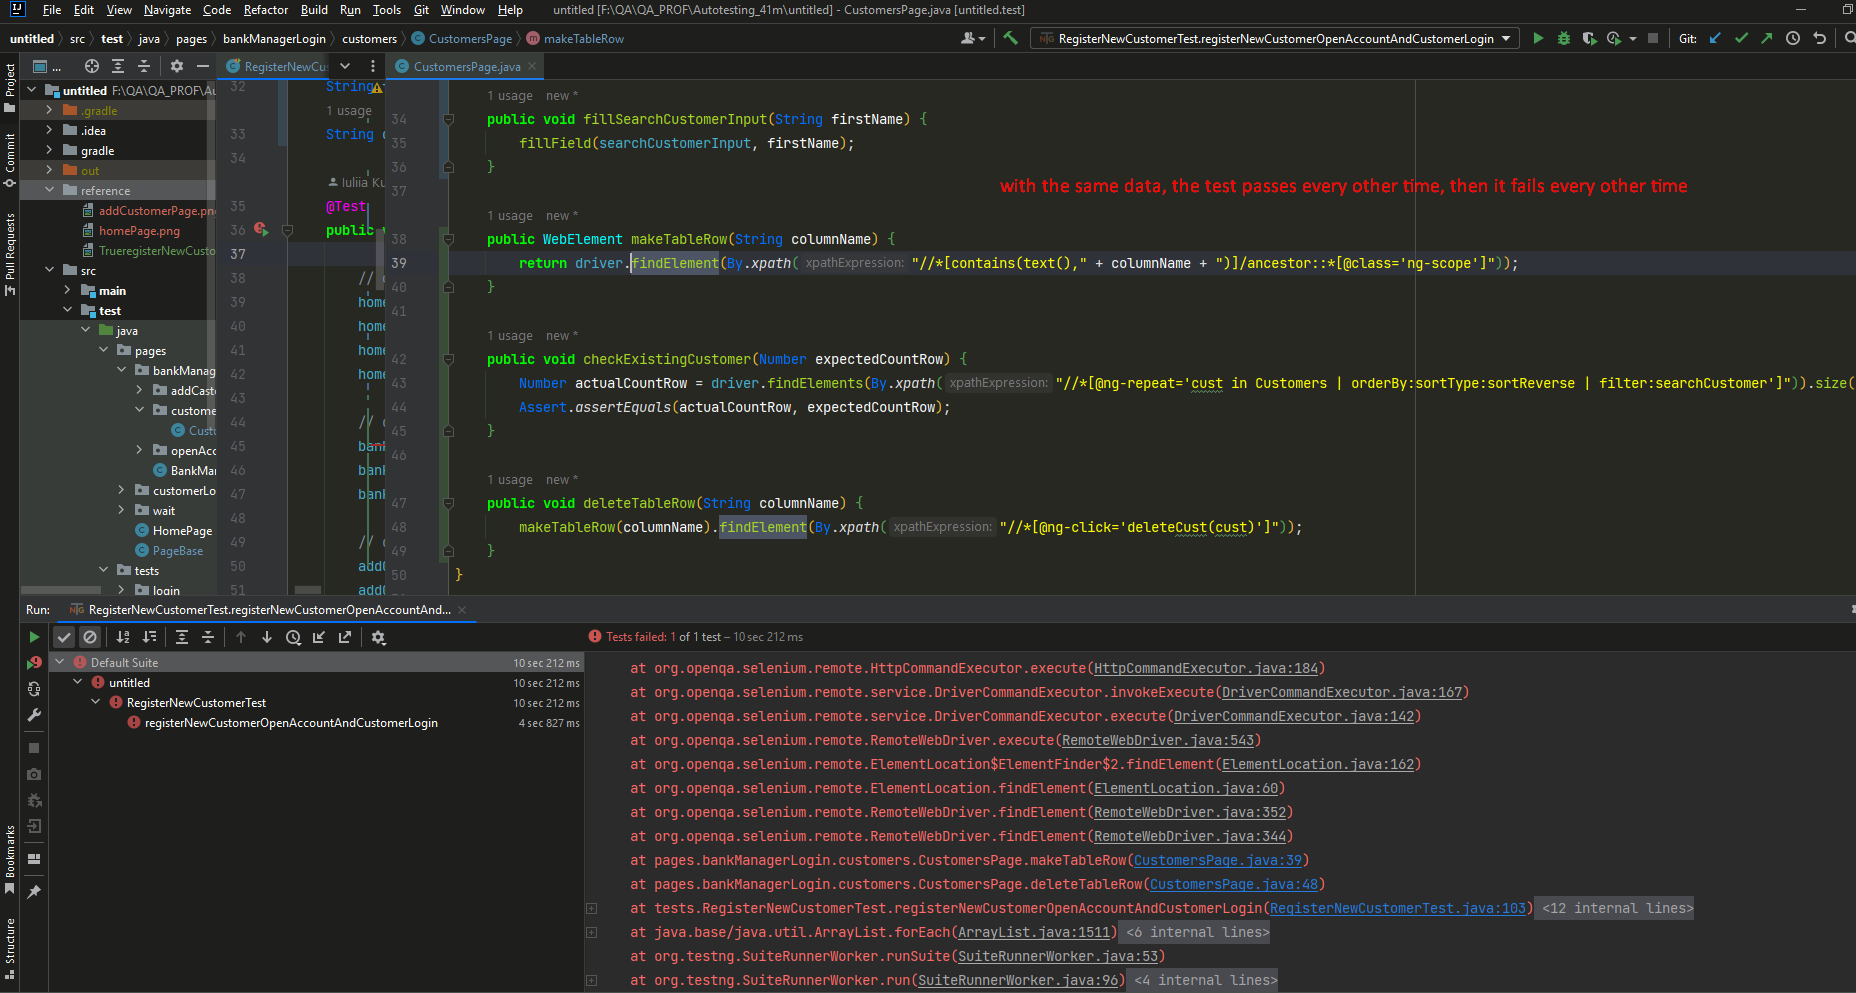 File Edit View Navigate Code Refactor Build Run Tools Git Window Help untitled [F:\QA\QA_PROF\Autotesting_41m\untitled] - CustomersPage.java [untitled.test]
untitled src test java pages bankManagerLogin customers CustomersPage makeTableRow RegisterNewCustomerTest.registerNewCustomerOpenAccountAndCustomerLogin Git:
Project
Commit
Pull Requests
Bookmarks
Structure
...
untitled F:\QA\QA_PROF\Au
.gradle
.idea
gradle
out
reference
addCustomerPage.pn
homePage.png
TrueregisterNewCusto
src
main
test
java
pages
bankManag
addCast
custome
Custo
openAcc
BankMar
customerLo
wait
HomePage
PageBase
tests
login
RegisterNewCu
32 String
1 usage
33 String
34
Iuliia Ku
35 @Test
36 public v
37
38 // c
39 home
40 home
41 home
42 home
43
44 // c
45 bank
46 bank
47 bank
48
49 // c
50 addC
51 addC
CustomersPage.java
1 usage new *
34 public void fillSearchCustomerInput(String firstName) {
35 fillField(searchCustomerInput, firstName);
36 }
37
with the same data, the test passes every other time, then it fails every other time
1 usage new *
38 public WebElement makeTableRow(String columnName) {
39 return driver.findElement(By.xpath( xpathExpression: "//*[contains(text()," + columnName + ")]/ancestor::*[@class='ng-scope']"));
40 }
41
1 usage new *
42 public void checkExistingCustomer(Number expectedCountRow) {
43 Number actualCountRow = driver.findElements(By.xpath( xpathExpression: "//*[@ng-repeat='cust in Customers | orderBy:sortType:sortReverse | filter:searchCustomer']")).size(
44 Assert.assertEquals(actualCountRow, expectedCountRow);
45 }
46
1 usage new *
47 public void deleteTableRow(String columnName) {
48 makeTableRow(columnName).findElement(By.xpath( xpathExpression: "//*[@ng-click='deleteCust(cust)']"));
49 }
50 }
Run: RegisterNewCustomerTest.registerNewCustomerOpenAccountAnd...
Tests failed: 1 of 1 test – 10 sec 212 ms
Default Suite 10 sec 212 ms
untitled 10 sec 212 ms
RegisterNewCustomerTest 10 sec 212 ms
registerNewCustomerOpenAccountAndCustomerLogin 4 sec 827 ms
at org.openqa.selenium.remote.HttpCommandExecutor.execute(HttpCommandExecutor.java:184)
at org.openqa.selenium.remote.service.DriverCommandExecutor.invokeExecute(DriverCommandExecutor.java:167)
at org.openqa.selenium.remote.service.DriverCommandExecutor.execute(DriverCommandExecutor.java:142)
at org.openqa.selenium.remote.RemoteWebDriver.execute(RemoteWebDriver.java:543)
at org.openqa.selenium.remote.ElementLocation$ElementFinder$2.findElement(ElementLocation.java:162)
at org.openqa.selenium.remote.ElementLocation.findElement(ElementLocation.java:60)
at org.openqa.selenium.remote.RemoteWebDriver.findElement(RemoteWebDriver.java:352)
at org.openqa.selenium.remote.RemoteWebDriver.findElement(RemoteWebDriver.java:344)
at pages.bankManagerLogin.customers.CustomersPage.makeTableRow(CustomersPage.java:39)
at pages.bankManagerLogin.customers.CustomersPage.deleteTableRow(CustomersPage.java:48)
at tests.RegisterNewCustomerTest.registerNewCustomerOpenAccountAndCustomerLogin(RegisterNewCustomerTest.java:103) <12 internal lines>
at java.base/java.util.ArrayList.forEach(ArrayList.java:1511) <6 internal lines>
at org.testng.SuiteRunnerWorker.runSuite(SuiteRunnerWorker.java:53)
at org.testng.SuiteRunnerWorker.run(SuiteRunnerWorker.java:96) <4 internal lines>